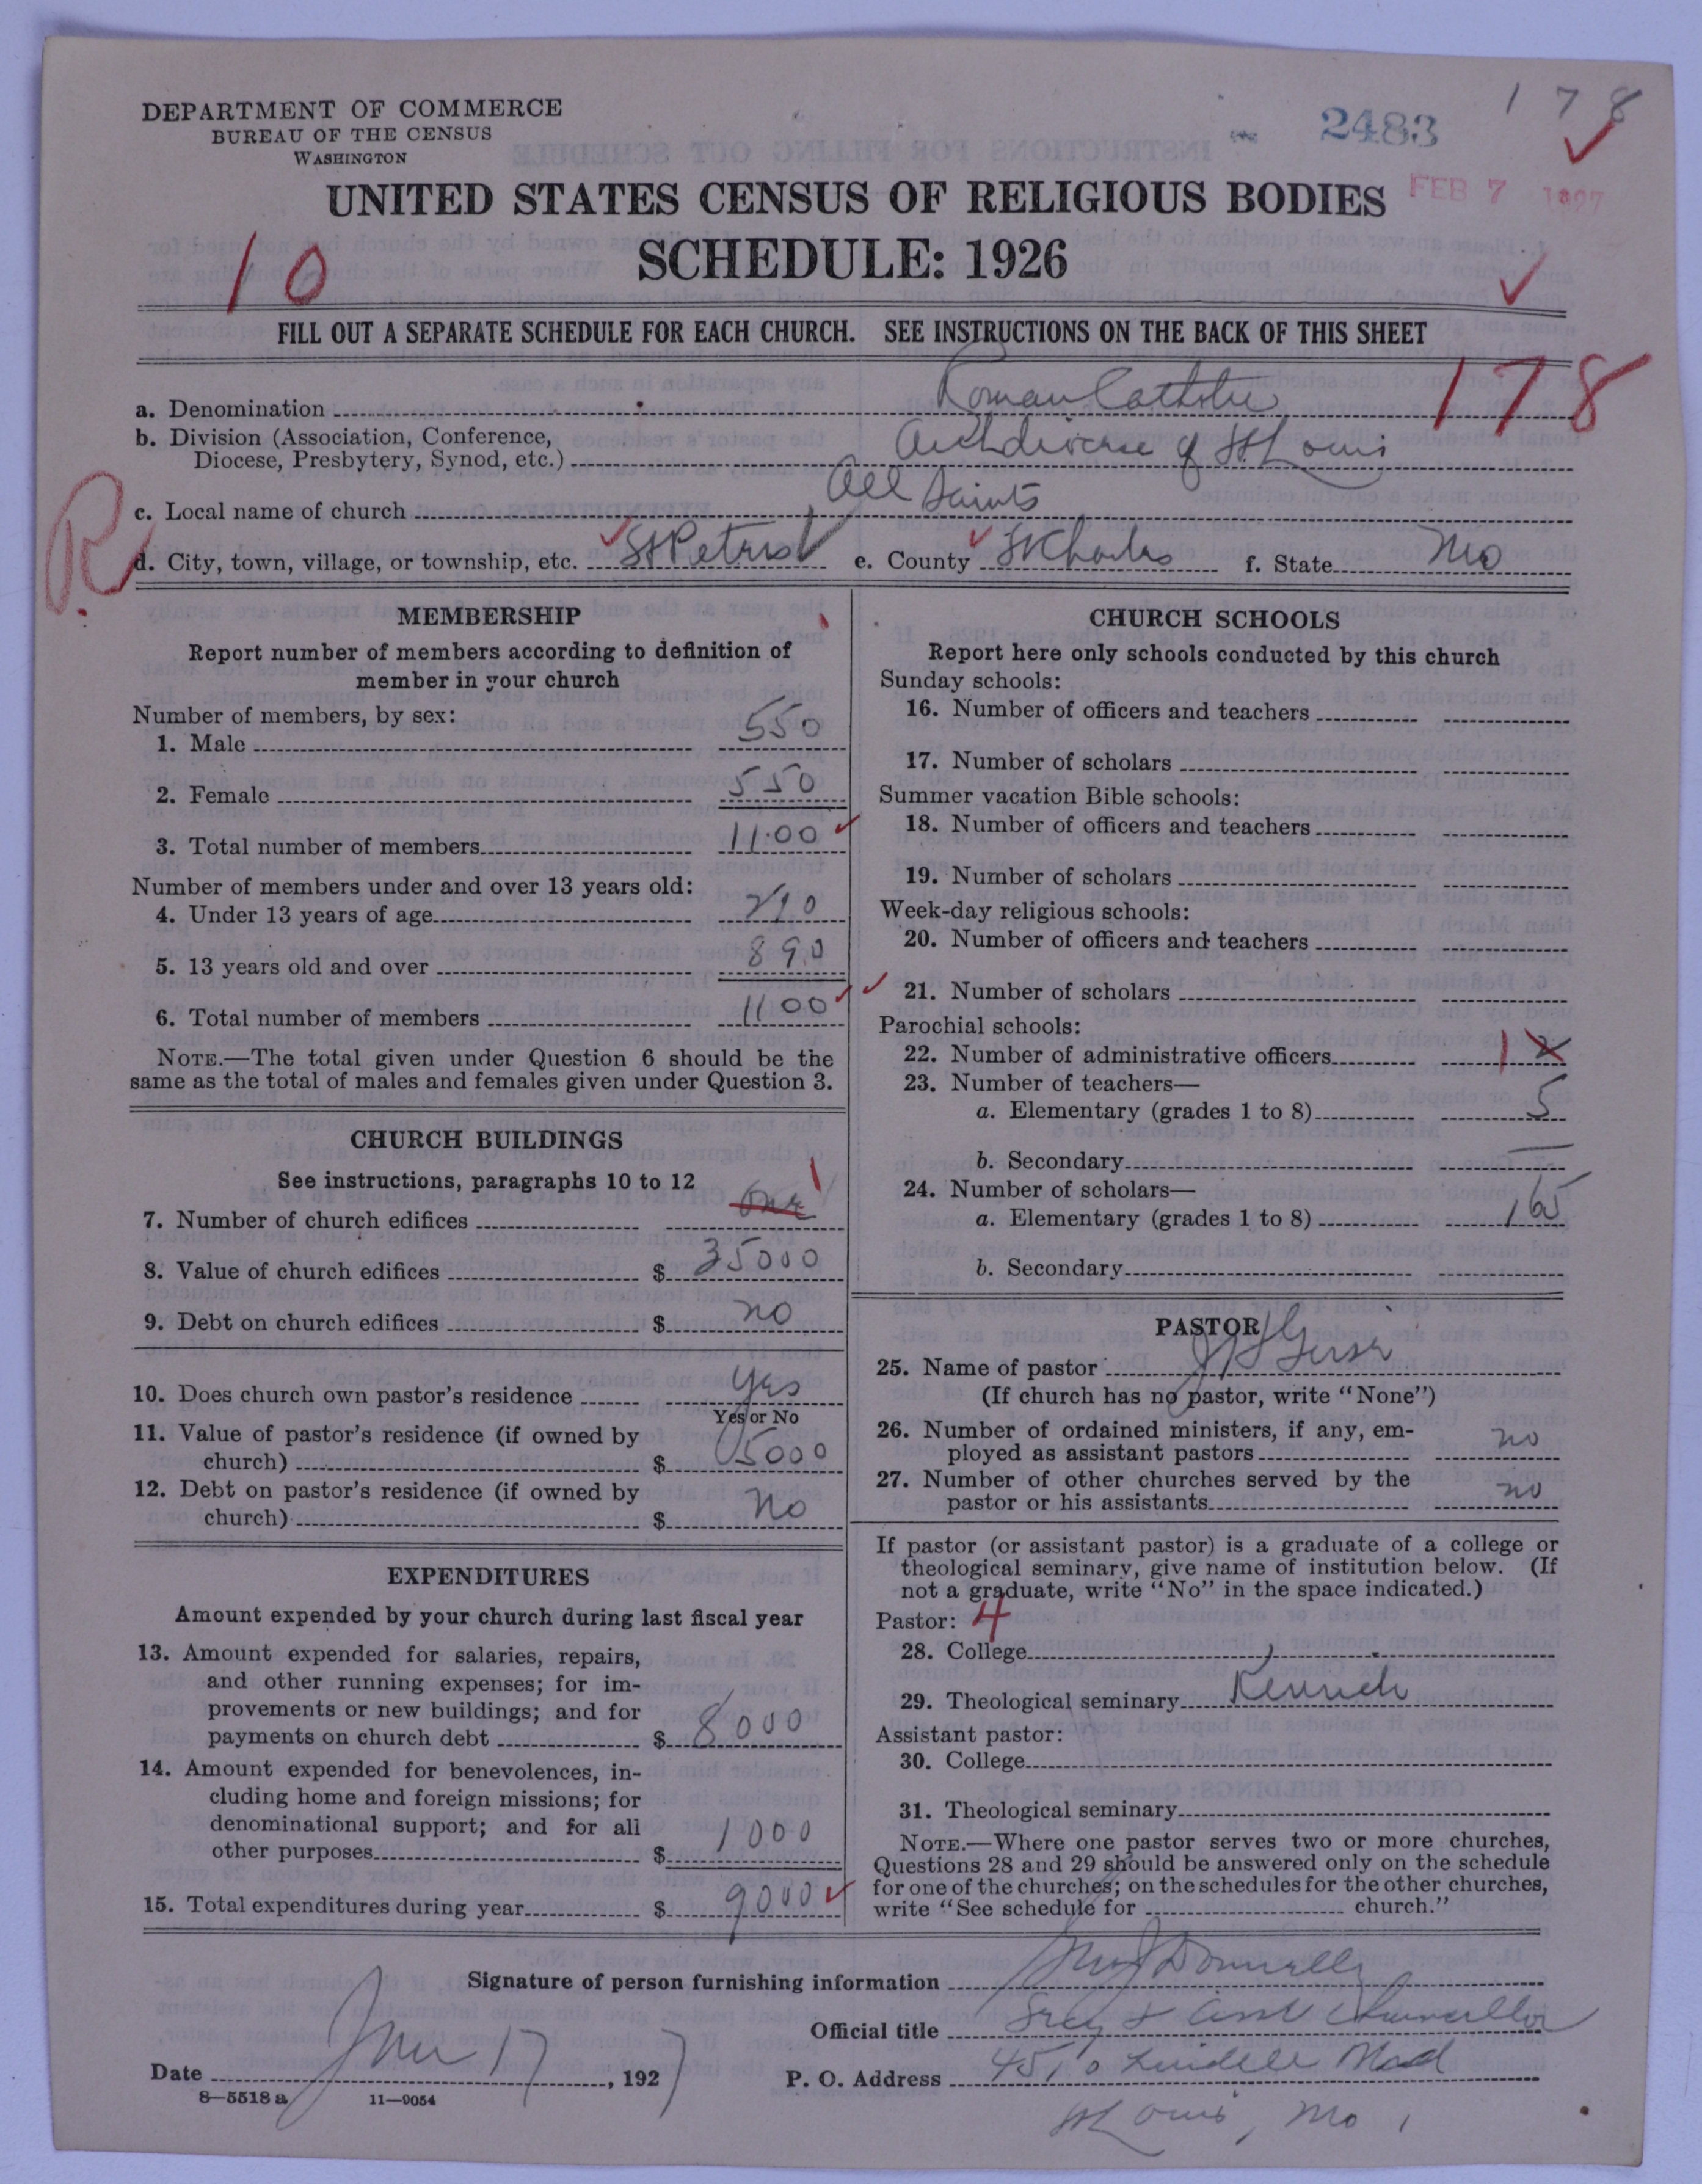 DEPARTMENT OF COMMERCE
BUREAU OF THE CENSUS
WASHINGTON
2483
178
UNITED STATES CENSUS OF RELIGIOUS BODIES
FEB 7 1927
SCHEDULE: 1926
10
FILL OUT A SEPARATE SCHEDULE FOR EACH CHURCH. SEE INSTRUCTIONS ON THE BACK OF THIS SHEET
a. Denomination Roman Catholic 178
b. Division (Association, Conference,
Diocese, Presbytery, Synod, etc.) Archdiocese of St Louis
c. Local name of church All Saints
R.
d. City, town, village, or township, etc. St Peters e. County St Charles f. State Mo
MEMBERSHIP
Report number of members according to definition of
member in your church
Number of members, by sex:
1. Male 550
2. Female 550
3. Total number of members 1100
Number of members under and over 13 years old:
4. Under 13 years of age 210
5. 13 years old and over 890
6. Total number of members 1100
NOTE.—The total given under Question 6 should be the
same as the total of males and females given under Question 3.
CHURCH BUILDINGS
See instructions, paragraphs 10 to 12
7. Number of church edifices One 1
8. Value of church edifices $ 35000
9. Debt on church edifices $ no
10. Does church own pastor's residence Yes
Yes or No
11. Value of pastor's residence (if owned by
church) $ 5000
12. Debt on pastor's residence (if owned by
church) $ No
EXPENDITURES
Amount expended by your church during last fiscal year
13. Amount expended for salaries, repairs,
and other running expenses; for im-
provements or new buildings; and for
payments on church debt $ 8000
14. Amount expended for benevolences, in-
cluding home and foreign missions; for
denominational support; and for all
other purposes $ 1000
15. Total expenditures during year $ 9000
CHURCH SCHOOLS
Report here only schools conducted by this church
Sunday schools:
16. Number of officers and teachers
17. Number of scholars
Summer vacation Bible schools:
18. Number of officers and teachers
19. Number of scholars
Week-day religious schools:
20. Number of officers and teachers
21. Number of scholars
Parochial schools:
22. Number of administrative officers 1
23. Number of teachers—
a. Elementary (grades 1 to 8) 5
b. Secondary —
24. Number of scholars—
a. Elementary (grades 1 to 8) 165
b. Secondary
PASTOR
25. Name of pastor
(If church has no pastor, write "None")
26. Number of ordained ministers, if any, em-
ployed as assistant pastors no
27. Number of other churches served by the
pastor or his assistants no
If pastor (or assistant pastor) is a graduate of a college or
theological seminary, give name of institution below. (If
not a graduate, write "No" in the space indicated.)
Pastor: 4
28. College
29. Theological seminary Kenrick
Assistant pastor:
30. College
31. Theological seminary
NOTE.—Where one pastor serves two or more churches,
Questions 28 and 29 should be answered only on the schedule
for one of the churches; on the schedules for the other churches,
write "See schedule for church."
Signature of person furnishing information Donnelly
Official title Secy & Asst Chancellor
Date Jan 17, 1927 P. O. Address 4510 Lindell Blvd
8—5518 a 11—9054
St Louis, Mo.